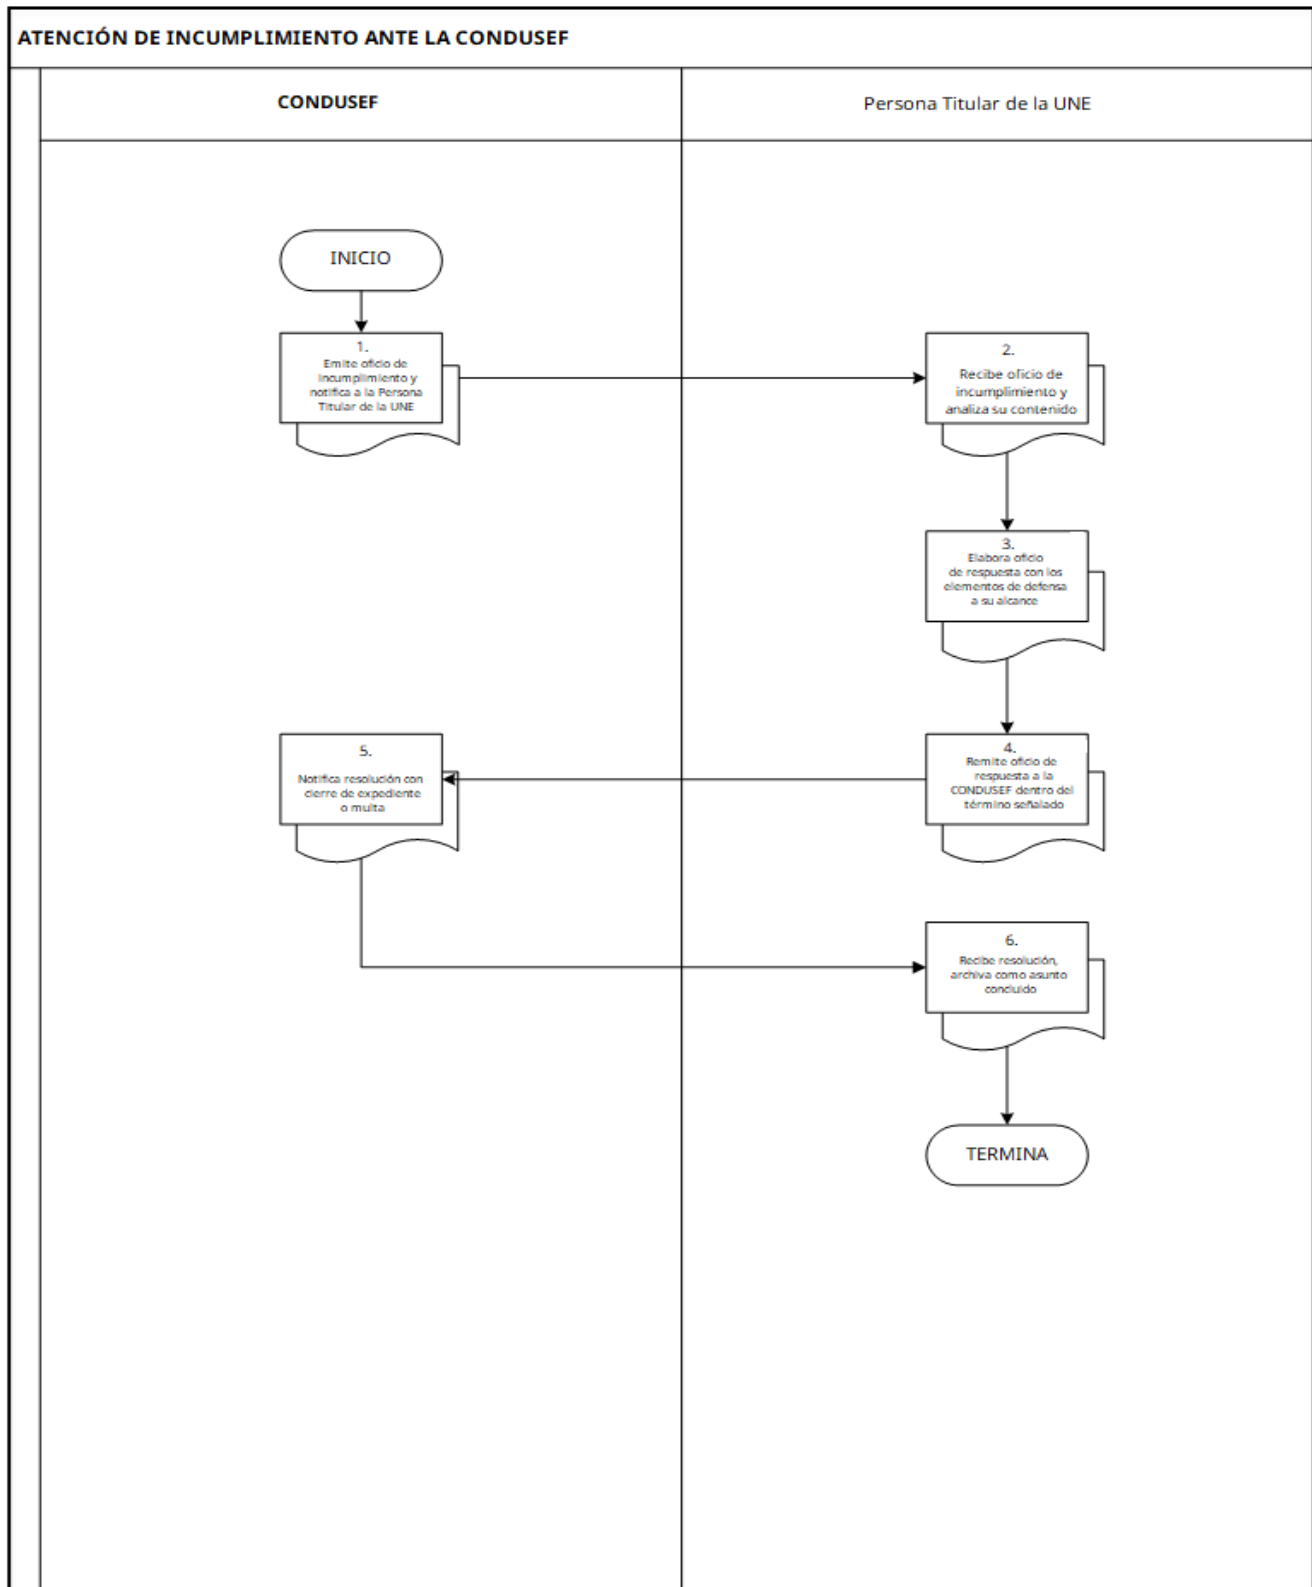 ATENCIÓN DE INCUMPLIMIENTO ANTE LA CONDUSEF
CONDUSEF
Persona Titular de la UNE
INICIO
1.
Emite oficio de
incumplimiento y
notifica a la Persona
Titular de la UNE
2.
Recibe oficio de
incumplimiento y
analiza su contenido
3.
Elabora oficio
de respuesta con los
elementos de defensa
a su alcance
4.
Remite oficio de
respuesta a la
CONDUSEF dentro del
término señalado
5.
Notifica resolución con
cierre de expediente
o multa
6.
Recibe resolución,
archiva como asunto
concluido
TERMINA